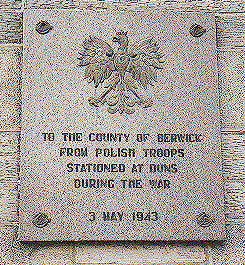 TO THE COUNTY OF BERWICK
FROM POLISH TROOPS
STATIONED AT DUNS
DURING THE WAR
3 MAY 1943